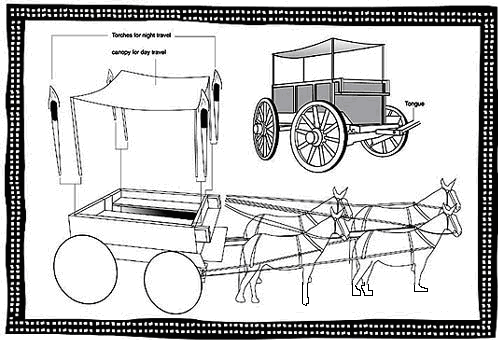 Torches for night travel
canopy for day travel
Tongue